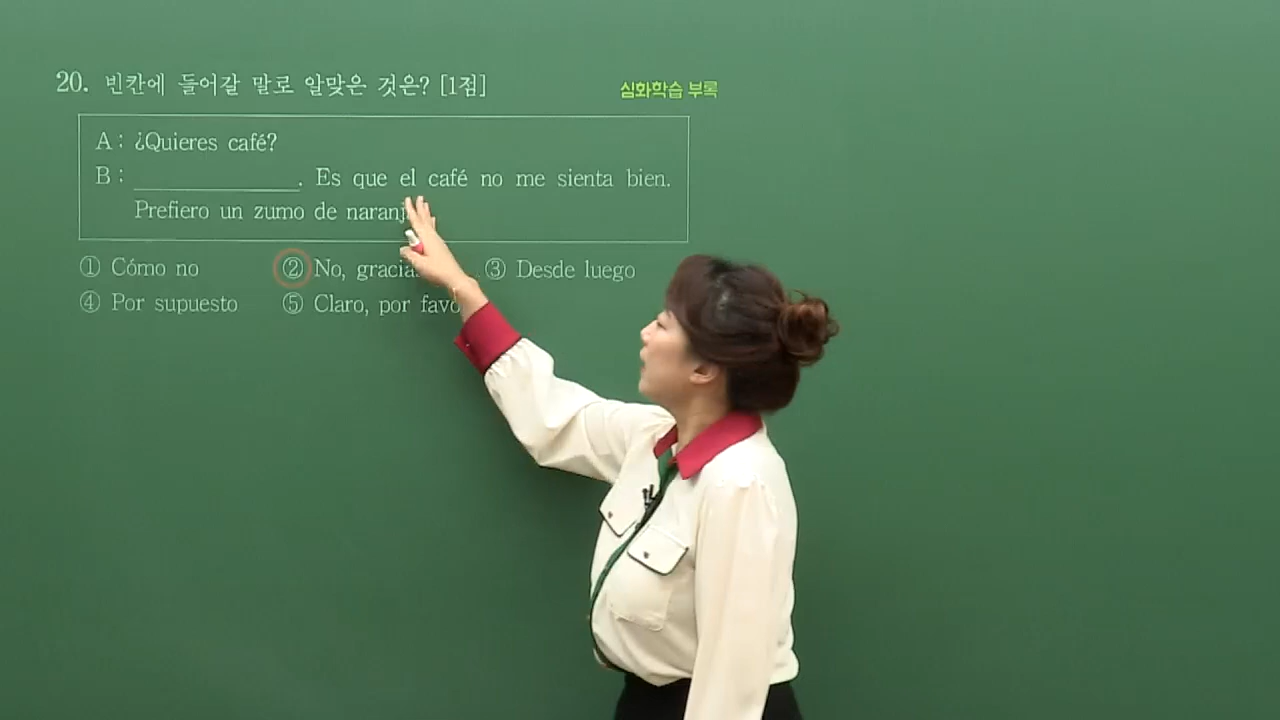 20. 빈칸에 들어갈 말로 알맞은 것은? [1점]
심화학습 부록
A : ¿Quieres café?
B : ____________. Es que el café no me sienta bien.
Prefiero un zumo de
① Cómo no ② No, ③ Desde luego
④ Por supuesto ⑤ Claro, por